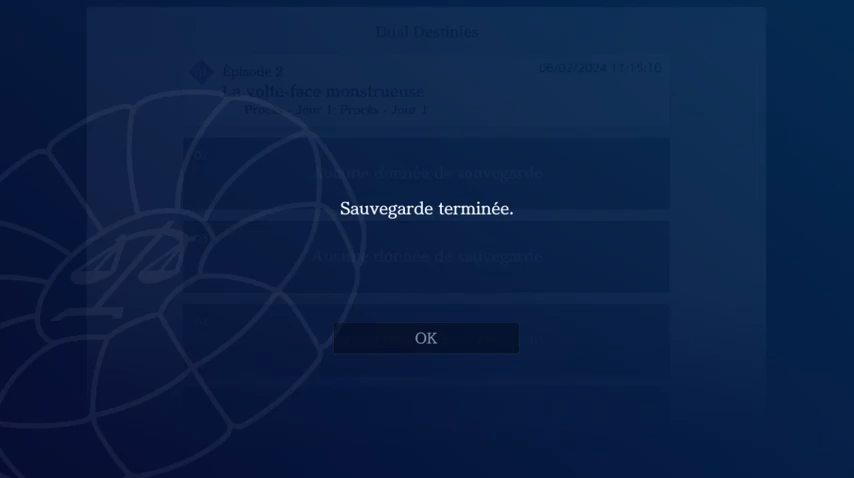 Dual Destinies
Épisode 2
08/02/2024 11:15:10
La volte-face monstrueuse
Procès - Jour 1: Procès - Jour 1
Aucune donnée de sauvegarde
Sauvegarde terminée.
Aucune donnée de sauvegarde
OK